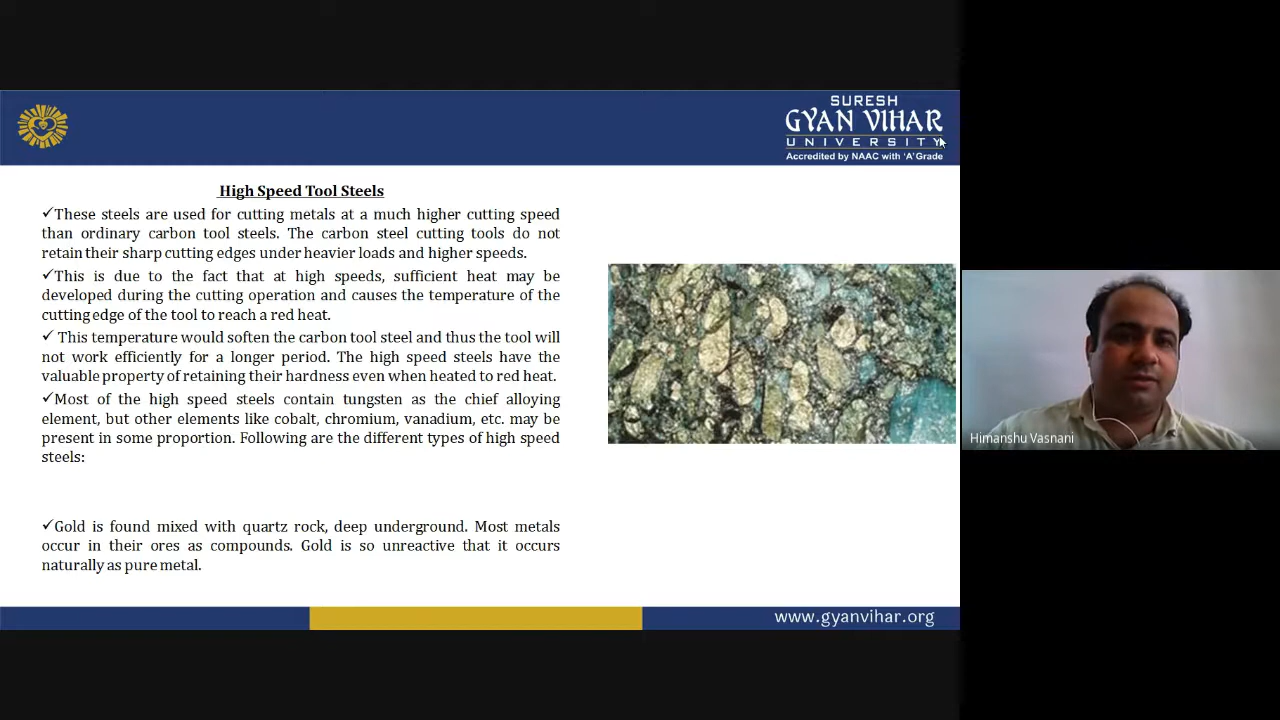 SURESH
GYAN VIHAR
UNIVERSITY
Accredited by NAAC with 'A' Grade
High Speed Tool Steels
✓These steels are used for cutting metals at a much higher cutting speed
than ordinary carbon tool steels. The carbon steel cutting tools do not
retain their sharp cutting edges under heavier loads and higher speeds.
✓This is due to the fact that at high speeds, sufficient heat may be
developed during the cutting operation and causes the temperature of the
cutting edge of the tool to reach a red heat.
✓ This temperature would soften the carbon tool steel and thus the tool will
not work efficiently for a longer period. The high speed steels have the
valuable property of retaining their hardness even when heated to red heat.
✓Most of the high speed steels contain tungsten as the chief alloying
element, but other elements like cobalt, chromium, vanadium, etc. may be
present in some proportion. Following are the different types of high speed
steels:
✓Gold is found mixed with quartz rock, deep underground. Most metals
occur in their ores as compounds. Gold is so unreactive that it occurs
naturally as pure metal.
Himanshu Vasnani
www.gyanvihar.org